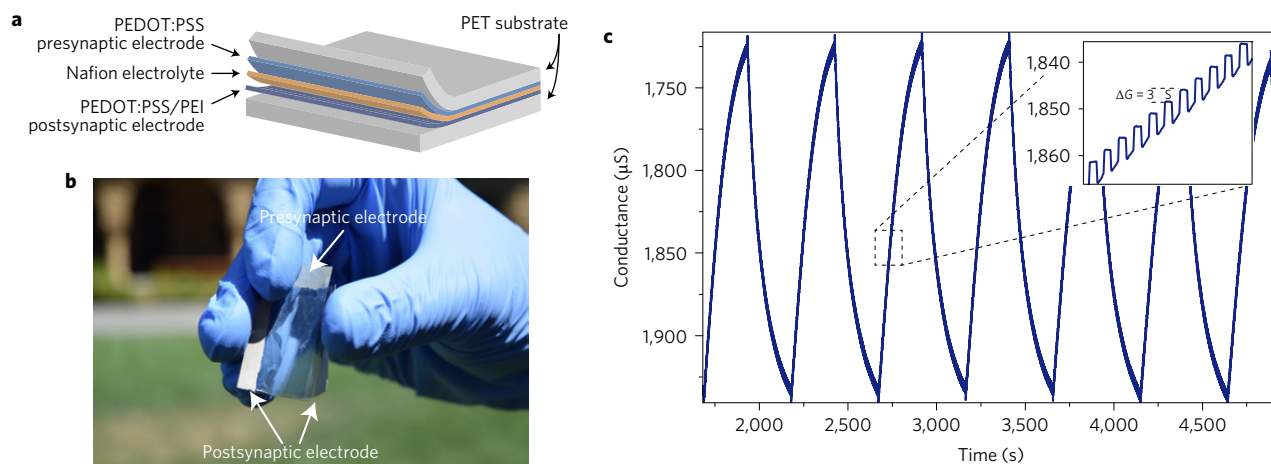 a
PEDOT:PSS
presynaptic electrode
Nafion electrolyte
PEDOT:PSS/PEI
postsynaptic electrode
PET substrate
b
Presynaptic electrode
Postsynaptic electrode
c
Conductance (µS)
1,750
1,800
1,850
1,900
2,000
2,500
3,000
3,500
4,000
4,500
Time (s)
1,840
1,850
1,860
ΔG = 3 S